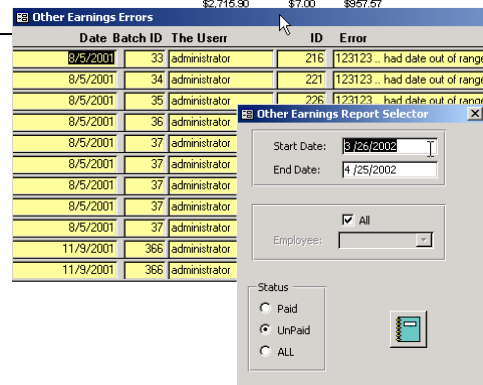 $2,715.90 $7.00 $957.57
Other Earnings Errors
Date Batch ID The Userr ID Error
8/5/2001 33 administrator 216 123123 .. had date out of range
8/5/2001 34 administrator 221 123123 .. had date out of range
8/5/2001 35 administrator 226 123123 .. had date out of range
8/5/2001 36 administrator
8/5/2001 37 administrator
8/5/2001 37 administrator
8/5/2001 37 administrator
8/5/2001 37 administrator
11/9/2001 366 administrator
11/9/2001 366 administrator
Other Earnings Report Selector
Start Date: 3 /26/2002
End Date: 4 /25/2002
All
Employee:
Status
Paid
UnPaid
ALL